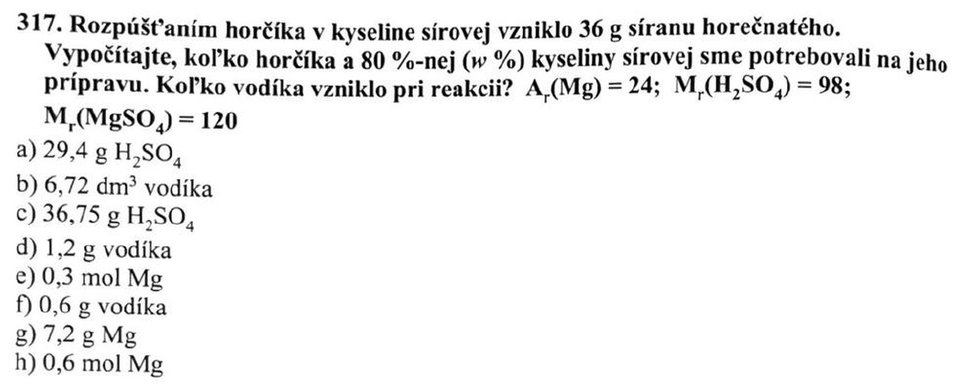 317. Rozpúšťaním horčíka v kyseline sírovej vzniklo 36 g síranu horečnatého.
Vypočítajte, koľko horčíka a 80 %-nej (w %) kyseliny sírovej sme potrebovali na jeho
prípravu. Koľko vodíka vzniklo pri reakcii? Aᵣ(Mg) = 24; Mᵣ(H₂SO₄) = 98;
Mᵣ(MgSO₄) = 120
a) 29,4 g H₂SO₄
b) 6,72 dm³ vodíka
c) 36,75 g H₂SO₄
d) 1,2 g vodíka
e) 0,3 mol Mg
f) 0,6 g vodíka
g) 7,2 g Mg
h) 0,6 mol Mg